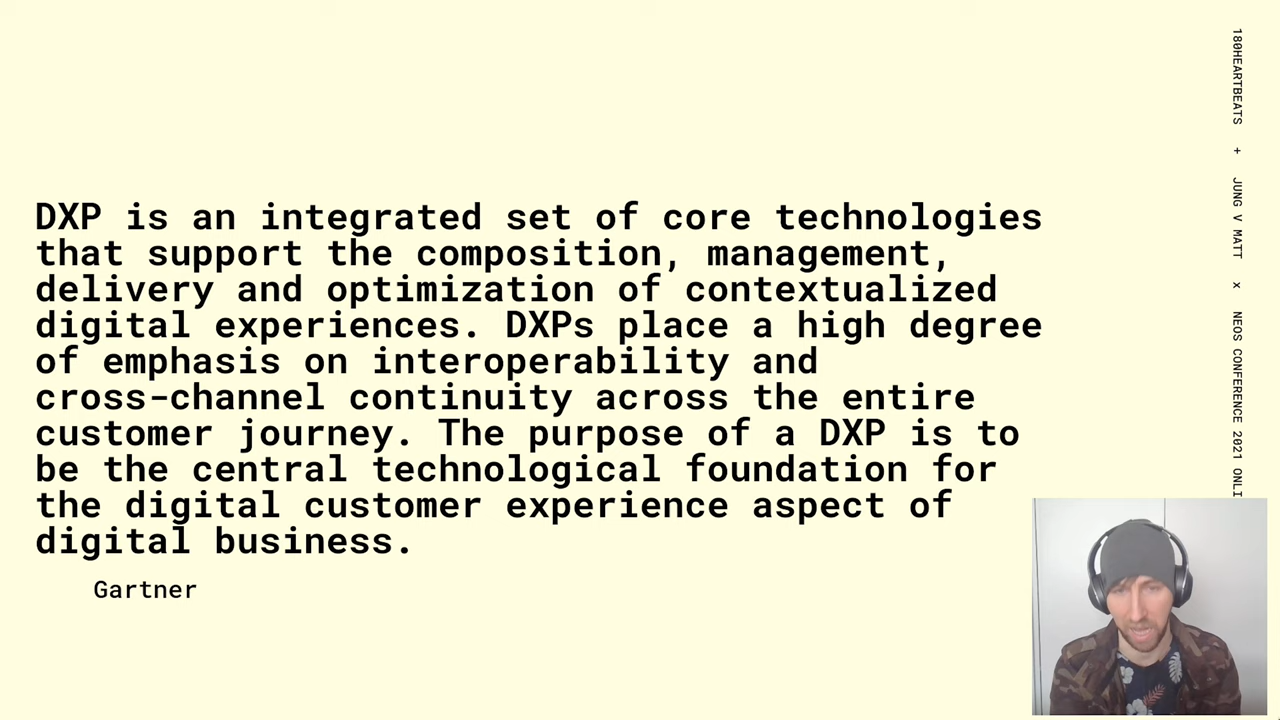 DXP is an integrated set of core technologies
that support the composition, management,
delivery and optimization of contextualized
digital experiences. DXPs place a high degree
of emphasis on interoperability and
cross-channel continuity across the entire
customer journey. The purpose of a DXP is to
be the central technological foundation for
the digital customer experience aspect of
digital business.
Gartner
180HEARTBEATS + JUNG V MATT x NEOS CONFERENCE 2021 ONLI